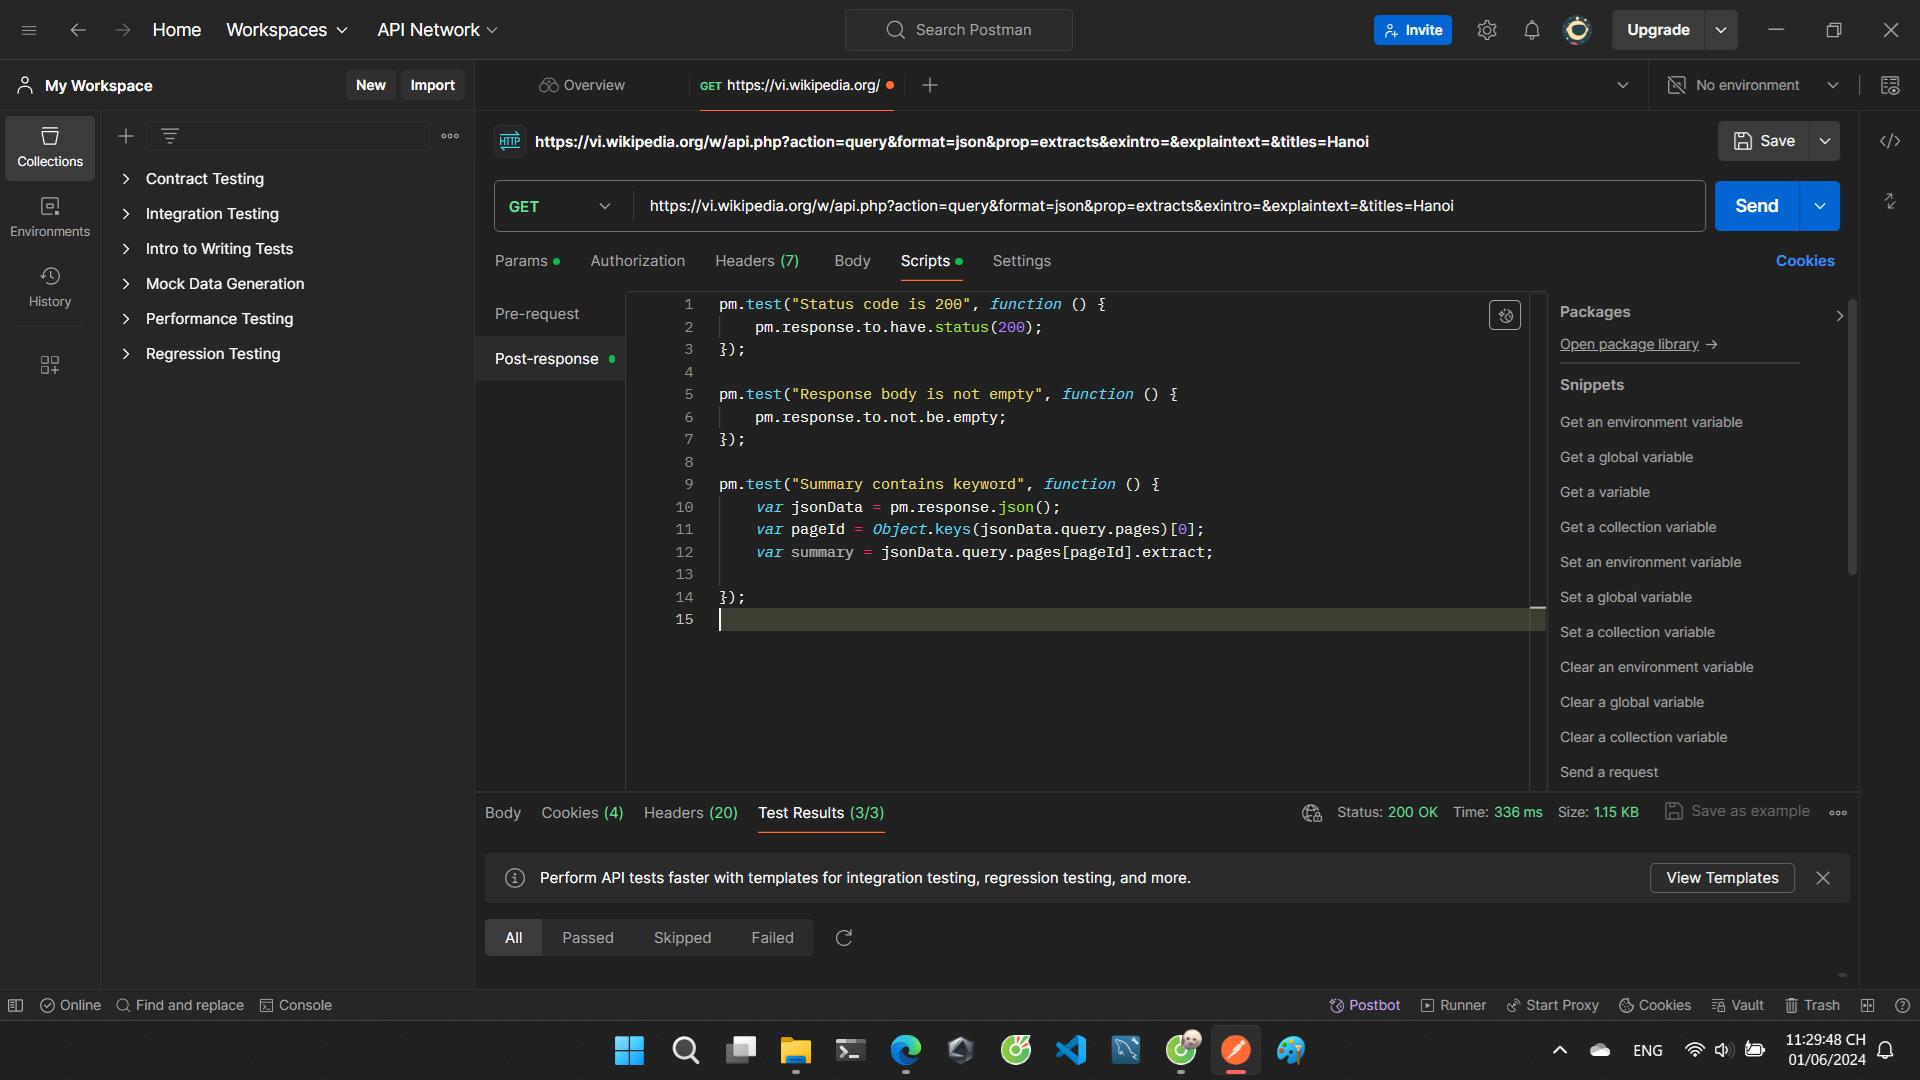 Home Workspaces API Network Search Postman Invite Upgrade
My Workspace New Import Overview GET https://vi.wikipedia.org/ No environment
Collections
Environments
History
Contract Testing
Integration Testing
Intro to Writing Tests
Mock Data Generation
Performance Testing
Regression Testing
HTTP https://vi.wikipedia.org/w/api.php?action=query&format=json&prop=extracts&exintro=&explaintext=&titles=Hanoi Save
GET https://vi.wikipedia.org/w/api.php?action=query&format=json&prop=extracts&exintro=&explaintext=&titles=Hanoi Send
Params Authorization Headers (7) Body Scripts Settings Cookies
Pre-request
Post-response
1 pm.test("Status code is 200", function () {
2     pm.response.to.have.status(200);
3 });
4
5 pm.test("Response body is not empty", function () {
6     pm.response.to.not.be.empty;
7 });
8
9 pm.test("Summary contains keyword", function () {
10     var jsonData = pm.response.json();
11     var pageId = Object.keys(jsonData.query.pages)[0];
12     var summary = jsonData.query.pages[pageId].extract;
13
14 });
15
Packages
Open package library →
Snippets
Get an environment variable
Get a global variable
Get a variable
Get a collection variable
Set an environment variable
Set a global variable
Set a collection variable
Clear an environment variable
Clear a global variable
Clear a collection variable
Send a request
Body Cookies (4) Headers (20) Test Results (3/3) Status: 200 OK Time: 336 ms Size: 1.15 KB Save as example
Perform API tests faster with templates for integration testing, regression testing, and more. View Templates
All Passed Skipped Failed
Online Find and replace Console Postbot Runner Start Proxy Cookies Vault Trash
ENG 11:29:48 CH
01/06/2024